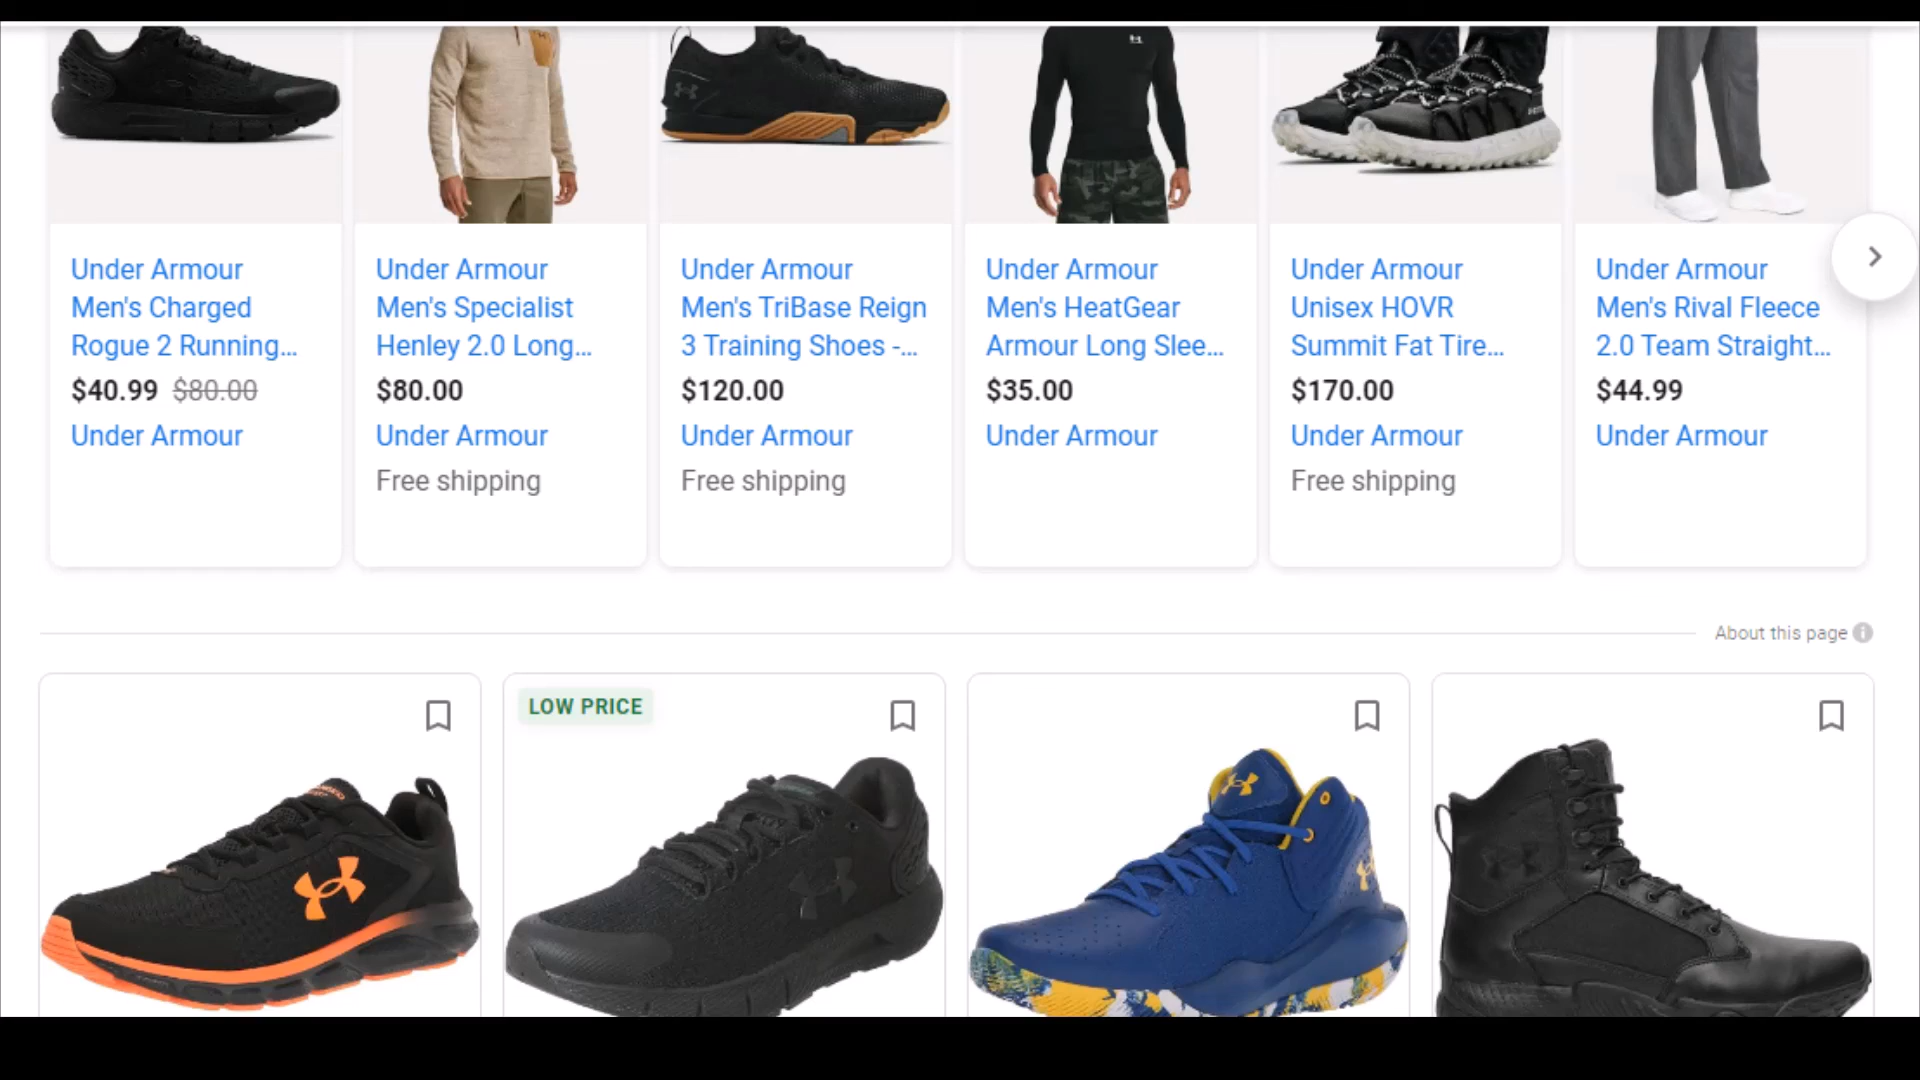 Under Armour
Men's Charged
Rogue 2 Running...
$40.99 $80.00
Under Armour
Under Armour
Men's Specialist
Henley 2.0 Long...
$80.00
Under Armour
Free shipping
Under Armour
Men's TriBase Reign
3 Training Shoes -...
$120.00
Under Armour
Free shipping
Under Armour
Men's HeatGear
Armour Long Slee...
$35.00
Under Armour
Under Armour
Unisex HOVR
Summit Fat Tire...
$170.00
Under Armour
Free shipping
Under Armour
Men's Rival Fleece
2.0 Team Straight...
$44.99
Under Armour
About this page
LOW PRICE